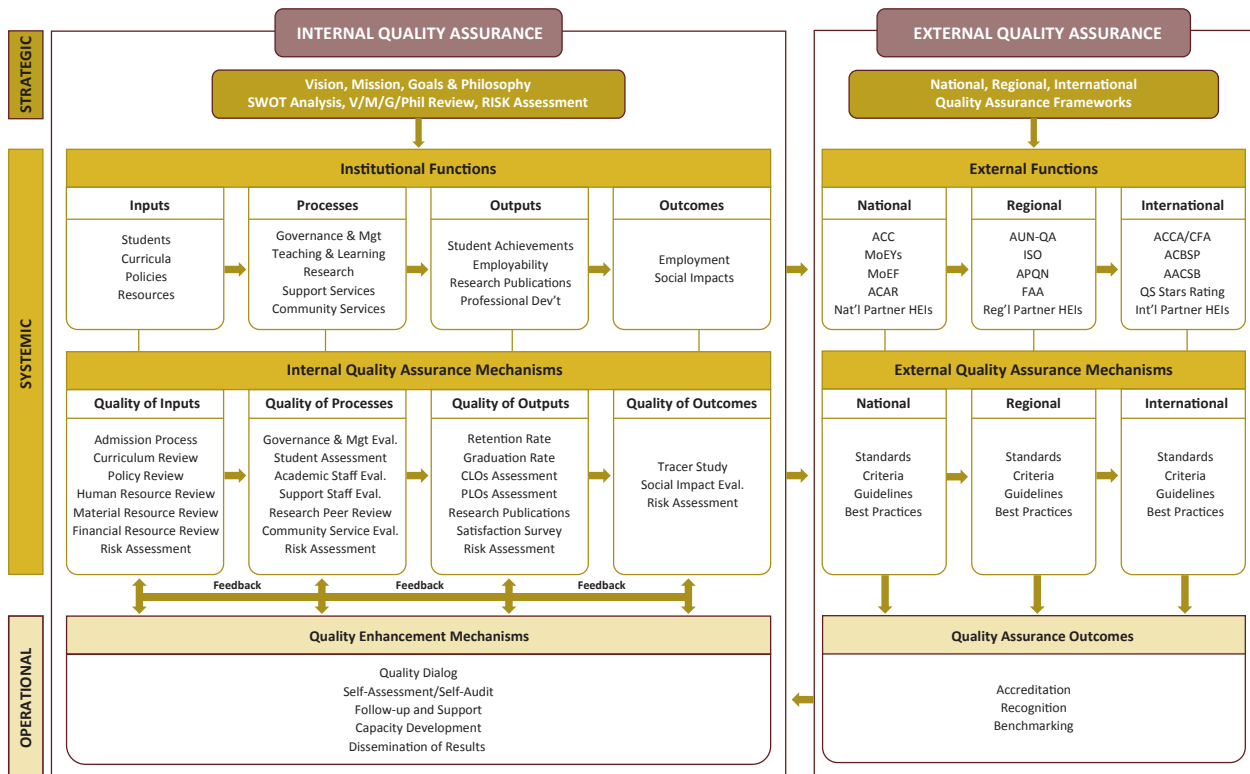 STRATEGIC
INTERNAL QUALITY ASSURANCE
Vision, Mission, Goals & Philosophy
SWOT Analysis, V/M/G/Phil Review, RISK Assessment
EXTERNAL QUALITY ASSURANCE
National, Regional, International
Quality Assurance Frameworks
SYSTEMIC
Institutional Functions
Inputs
Students
Curricula
Policies
Resources
Processes
Governance & Mgt
Teaching & Learning
Research
Support Services
Community Services
Outputs
Student Achievements
Employability
Research Publications
Professional Dev't
Outcomes
Employment
Social Impacts
External Functions
National
ACC
MoEYs
MoEF
ACAR
Nat'l Partner HEIs
Regional
AUN-QA
ISO
APQN
FAA
Reg'l Partner HEIs
International
ACCA/CFA
ACBSP
AACSB
QS Stars Rating
Int'l Partner HEIs
Internal Quality Assurance Mechanisms
Quality of Inputs
Admission Process
Curriculum Review
Policy Review
Human Resource Review
Material Resource Review
Financial Resource Review
Risk Assessment
Quality of Processes
Governance & Mgt Eval.
Student Assessment
Academic Staff Eval.
Support Staff Eval.
Research Peer Review
Community Service Eval.
Risk Assessment
Quality of Outputs
Retention Rate
Graduation Rate
CLOs Assessment
PLOs Assessment
Research Publications
Satisfaction Survey
Risk Assessment
Quality of Outcomes
Tracer Study
Social Impact Eval.
Risk Assessment
External Quality Assurance Mechanisms
National
Standards
Criteria
Guidelines
Best Practices
Regional
Standards
Criteria
Guidelines
Best Practices
International
Standards
Criteria
Guidelines
Best Practices
Feedback
Feedback
Feedback
OPERATIONAL
Quality Enhancement Mechanisms
Quality Dialog
Self-Assessment/Self-Audit
Follow-up and Support
Capacity Development
Dissemination of Results
Quality Assurance Outcomes
Accreditation
Recognition
Benchmarking